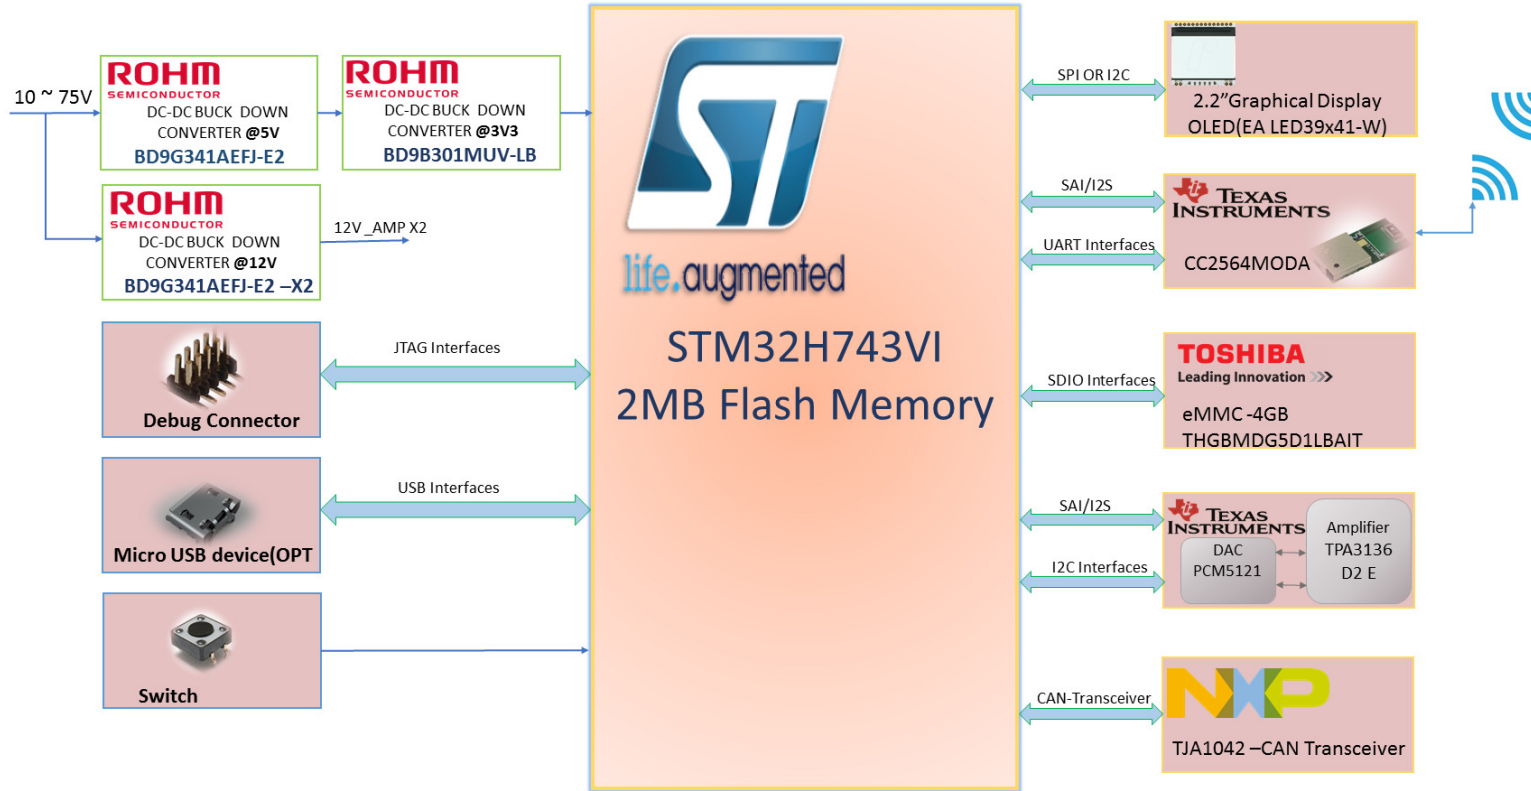 10 ~ 75V
ROHM
SEMICONDUCTOR
DC-DC BUCK DOWN
CONVERTER @5V
BD9G341AEFJ-E2
ROHM
SEMICONDUCTOR
DC-DC BUCK DOWN
CONVERTER @3V3
BD9B301MUV-LB
ROHM
SEMICONDUCTOR
DC-DC BUCK DOWN
CONVERTER @12V
BD9G341AEFJ-E2 –X2
12V_AMP X2
JTAG Interfaces
Debug Connector
USB Interfaces
Micro USB device(OPT
Switch
ST
life.augmented
STM32H743VI
2MB Flash Memory
SPI OR I2C
2.2”Graphical Display
OLED(EA LED39x41-W)
SAI/I2S
UART Interfaces
TEXAS
INSTRUMENTS
CC2564MODA
SDIO Interfaces
TOSHIBA
Leading Innovation >>>
eMMC -4GB
THGBMDG5D1LBAIT
SAI/I2S
I2C Interfaces
TEXAS
INSTRUMENTS
DAC
PCM5121
Amplifier
TPA3136
D2 E
CAN-Transceiver
NXP
TJA1042 –CAN Transceiver